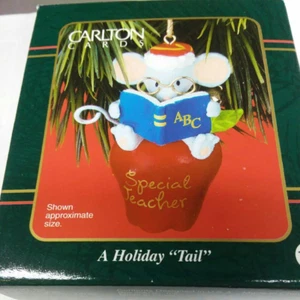 CARLTON
CARDS
ABC
Special
Teacher
Shown
approximate
size.
A Holiday “Tail”